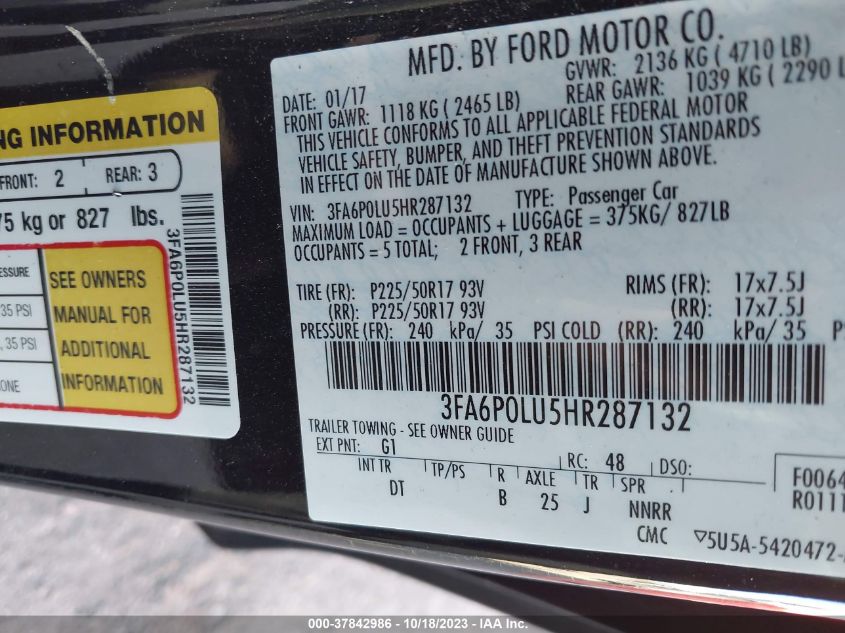 NG INFORMATION
FRONT: 2 REAR: 3
75 kg or 827 lbs.
ESSURE
35 PSI
, 35 PSI
ONE
SEE OWNERS
MANUAL FOR
ADDITIONAL
INFORMATION
3FA6P0LU5HR287132
MFD. BY FORD MOTOR CO.
DATE: 01/17 GVWR: 2136 KG ( 4710 LB)
FRONT GAWR: 1118 KG ( 2465 LB) REAR GAWR: 1039 KG ( 2290 L
THIS VEHICLE CONFORMS TO ALL APPLICABLE FEDERAL MOTOR
VEHICLE SAFETY, BUMPER, AND THEFT PREVENTION STANDARDS
IN EFFECT ON THE DATE OF MANUFACTURE SHOWN ABOVE.
VIN: 3FA6P0LU5HR287132 TYPE: Passenger Car
MAXIMUM LOAD = OCCUPANTS + LUGGAGE = 375KG/ 827LB
OCCUPANTS = 5 TOTAL; 2 FRONT, 3 REAR
TIRE (FR): P225/50R17 93V RIMS (FR): 17x7.5J
(RR): P225/50R17 93V (RR): 17x7.5J
PRESSURE (FR): 240 kPa/ 35 PSI COLD (RR): 240 kPa/ 35 P
3FA6P0LU5HR287132
TRAILER TOWING - SEE OWNER GUIDE
EXT PNT: G1 RC: 48 DSO:
INT TR TP/PS R AXLE TR SPR
DT B 25 J NNRR
CMC
F0064
R0111
▽5U5A-5420472-
000-37842986 - 10/18/2023 - IAA Inc.